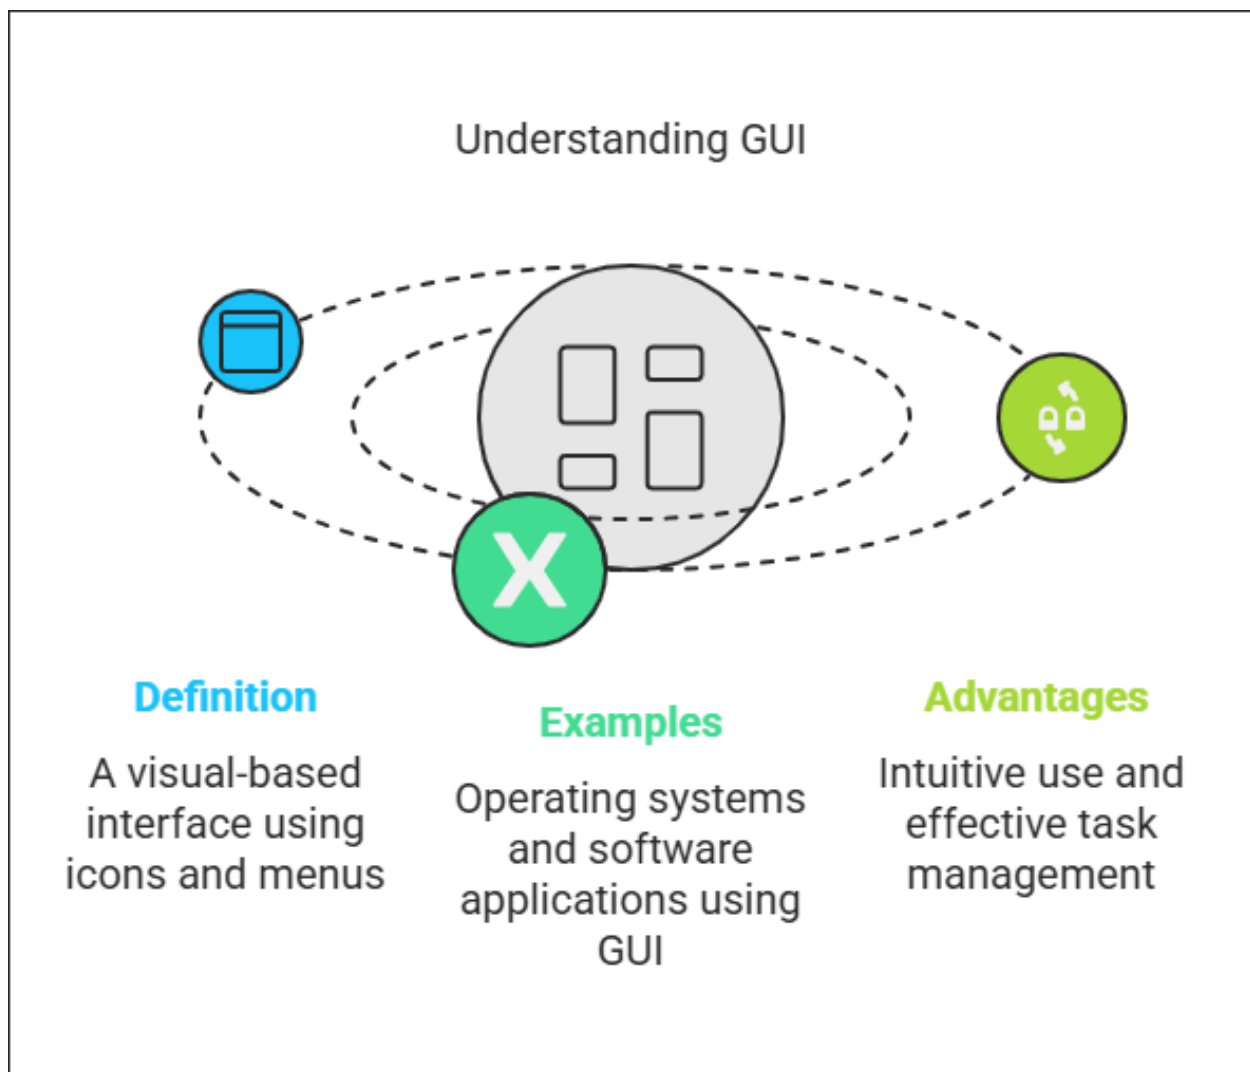 Understanding GUI
Definition
A visual-based
interface using
icons and menus
Examples
Operating systems
and software
applications using
GUI
Advantages
Intuitive use and
effective task
management